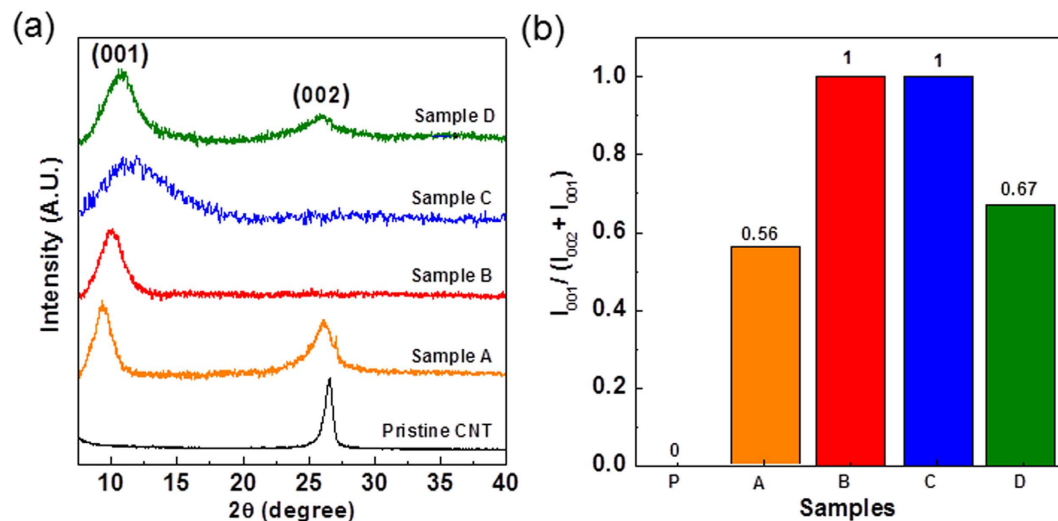 (a)
(001)
(002)
Sample D
Sample C
Sample B
Sample A
Pristine CNT
Intensity (A.U.)
10 15 20 25 30 35 40
2θ (degree)
(b)
1 1
1.0
0.8
0.67
0.6
0.56
0.4
0.2
0
0.0
P A B C D
I001/ (I002 + I001)
Samples